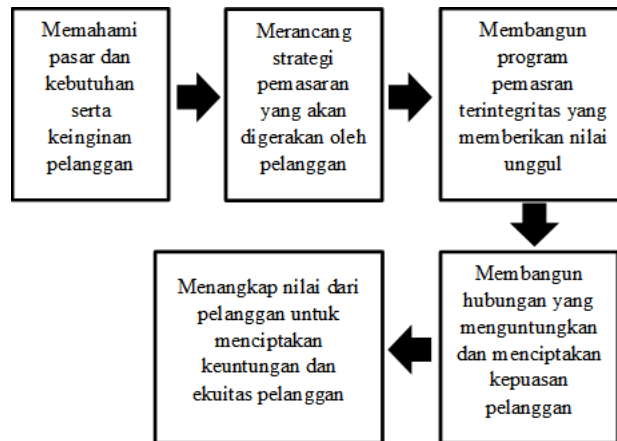 Memahami
pasar dan
kebutuhan
serta
keinginan
pelanggan
Merancang
strategi
pemasaran
yang akan
digerakan oleh
pelanggan
Membangun
program
pemasran
terintegritas yang
memberikan nilai
unggul
Membangun
hubungan yang
menguntungkan
dan menciptakan
kepuasan
pelanggan
Menangkap nilai dari
pelanggan untuk
menciptakan
keuntungan dan
ekuitas pelanggan